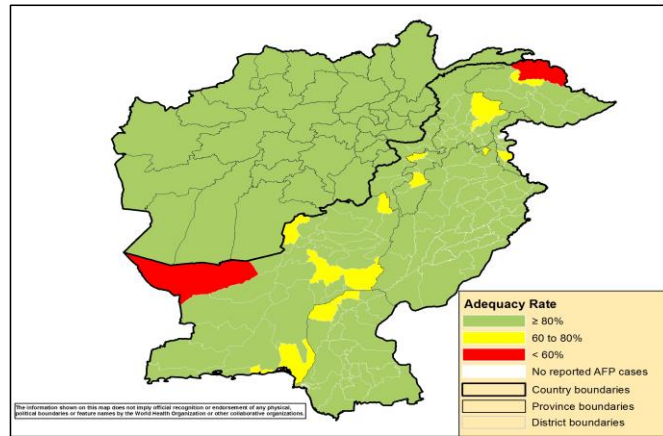 Adequacy Rate
≥ 80%
60 to 80%
< 60%
No reported AFP cases
Country boundaries
Province boundaries
District boundaries
The information shown on this map does not imply official recognition or endorsement of any physical,
political boundaries or feature names by the World Health Organization or other collaborative organizations.